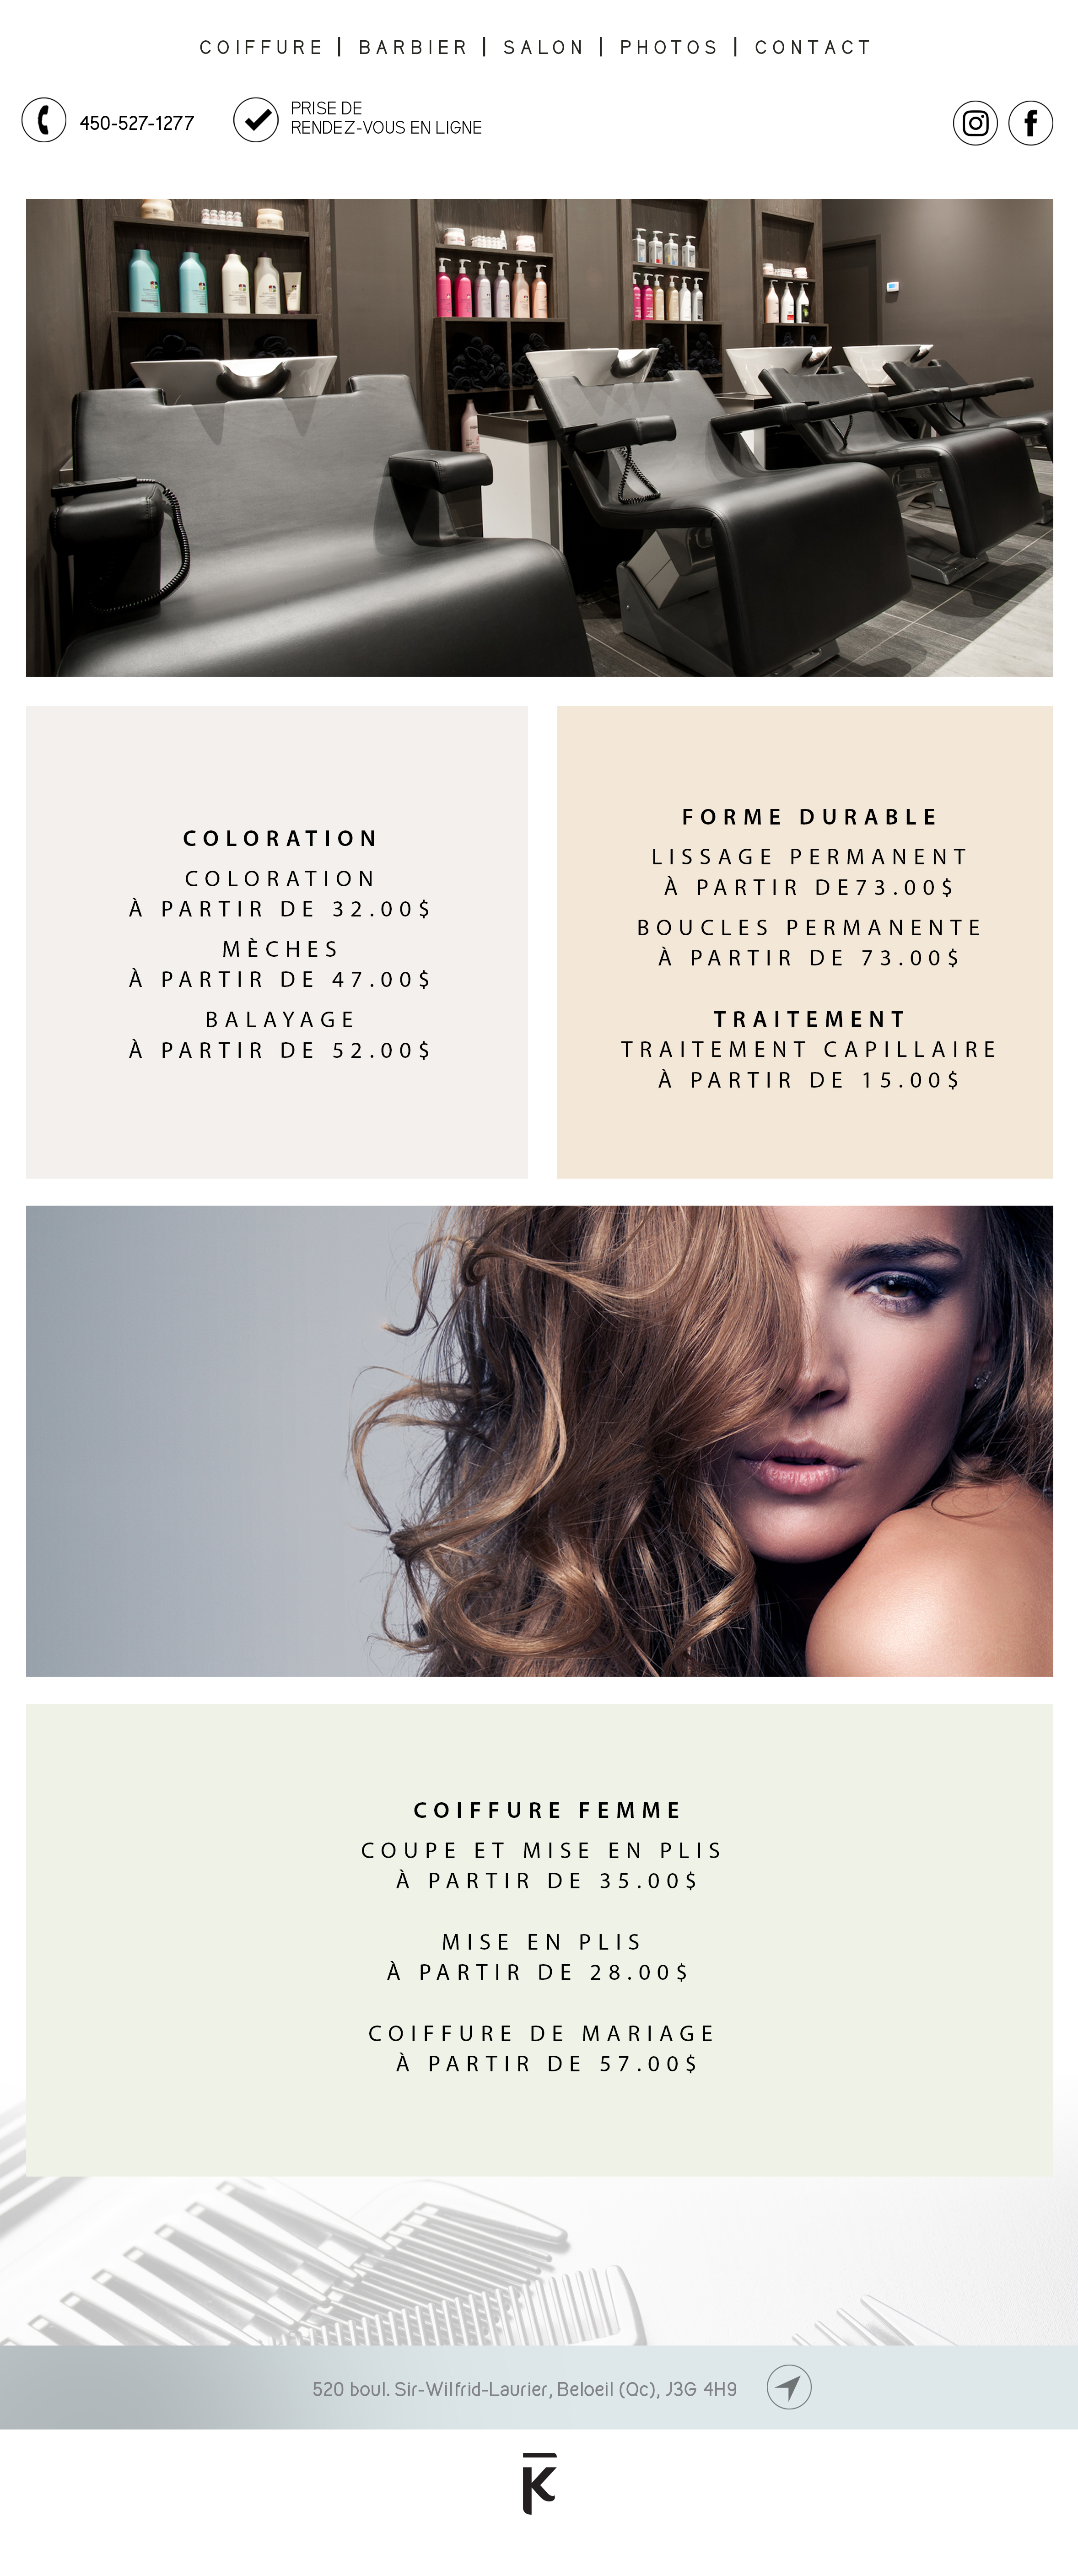 COIFFURE | BARBIER | SALON | PHOTOS | CONTACT
450-527-1277
PRISE DE
RENDEZ-VOUS EN LIGNE
COLORATION
COLORATION
À PARTIR DE 32.00$
MÈCHES
À PARTIR DE 47.00$
BALAYAGE
À PARTIR DE 52.00$
FORME DURABLE
LISSAGE PERMANENT
À PARTIR DE73.00$
BOUCLES PERMANENTE
À PARTIR DE 73.00$
TRAITEMENT
TRAITEMENT CAPILLAIRE
À PARTIR DE 15.00$
COIFFURE FEMME
COUPE ET MISE EN PLIS
À PARTIR DE 35.00$
MISE EN PLIS
À PARTIR DE 28.00$
COIFFURE DE MARIAGE
À PARTIR DE 57.00$
520 boul. Sir-Wilfrid-Laurier, Beloeil (Qc), J3G 4H9
K